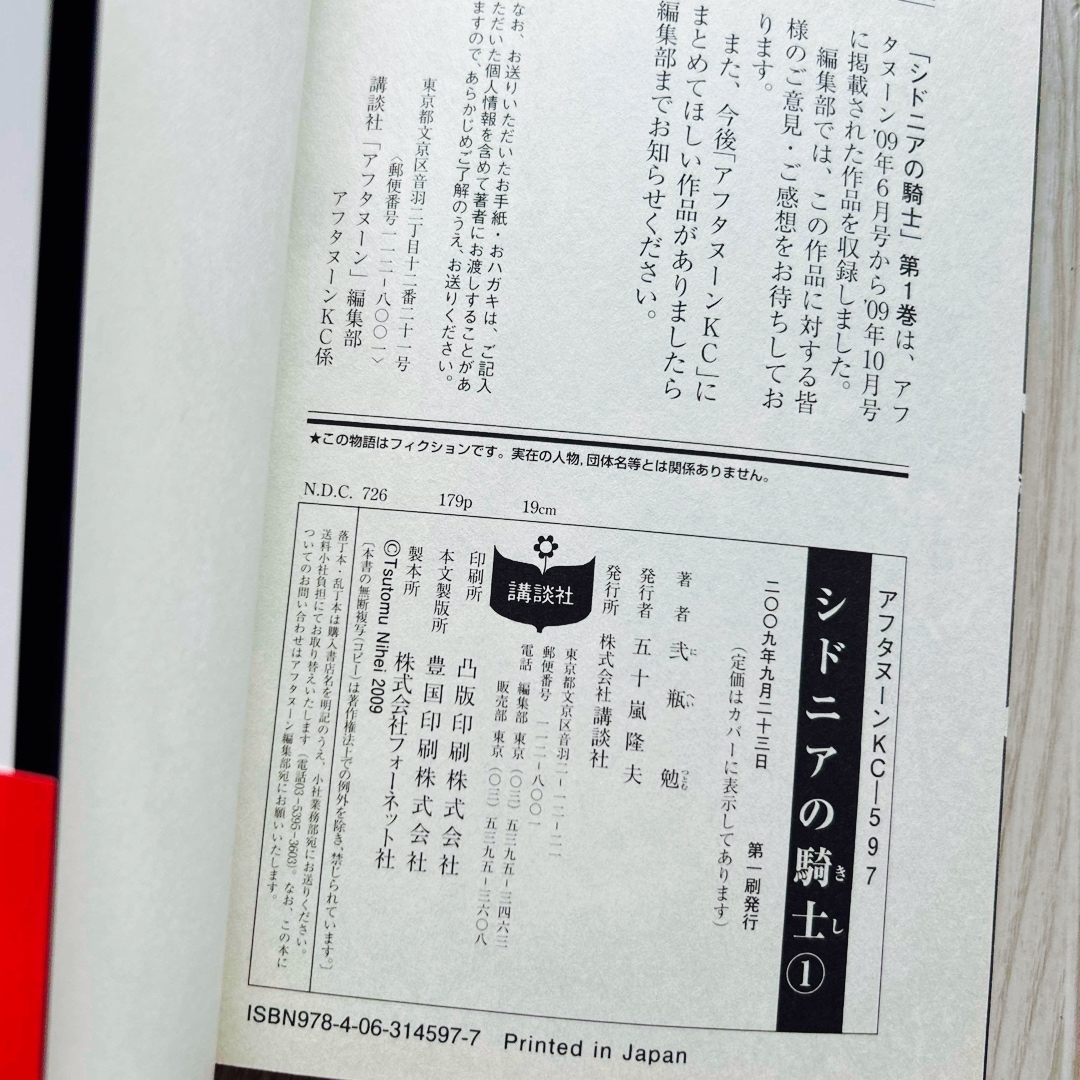 「シドニアの騎士」第1巻は、アフ
タヌーン'09年6月号から'09年10月号
に掲載された作品を収録しました。
編集部では、この作品に対する皆
様のご意見・ご感想をお待ちしてお
ります。
また、今後「アフタヌーンKC」に
まとめてほしい作品がありましたら
編集部までお知らせください。
なお、お送りいただいたお手紙・おハガキは、ご記入
ただいた個人情報を含めて著者にお渡しすることがあ
ますので、あらかじめご了解のうえ、お送りください。
東京都文京区音羽二丁目十二番二十一号
〈郵便番号一一二-八〇〇一〉
講談社「アフタヌーン」編集部
アフタヌーンKC係
★この物語はフィクションです。実在の人物,団体名等とは関係ありません。
N.D.C. 726 179p 19cm
アフタヌーンKC―597
シドニアの騎士①
きし
二〇〇九年九月二十三日 第一刷発行
(定価はカバーに表示してあります)
著者 弐瓶勉
にへいつとむ
発行者 五十嵐隆夫
発行所 株式会社講談社
東京都文京区音羽二-一二-二一
郵便番号 一一二-八〇〇一
電話 編集部 東京(〇三)五三九五-三四六三
販売部 東京(〇三)五三九五-三六〇八
講談社
印刷所 凸版印刷株式会社
本文製版所 豊国印刷株式会社
製本所 株式会社フォーネット社
©Tsutomu Nihei 2009
〔本書の無断複写(コピー)は著作権法上での例外を除き、禁じられています。〕
落丁本・乱丁本は購入書店名を明記のうえ、小社業務部宛にお送りください。
送料小社負担にてお取り替えいたします(電話03-5395-3603)。なお、この本に
ついてのお問い合わせはアフタヌーン編集部宛にお願いいたします。
ISBN978-4-06-314597-7 Printed in Japan